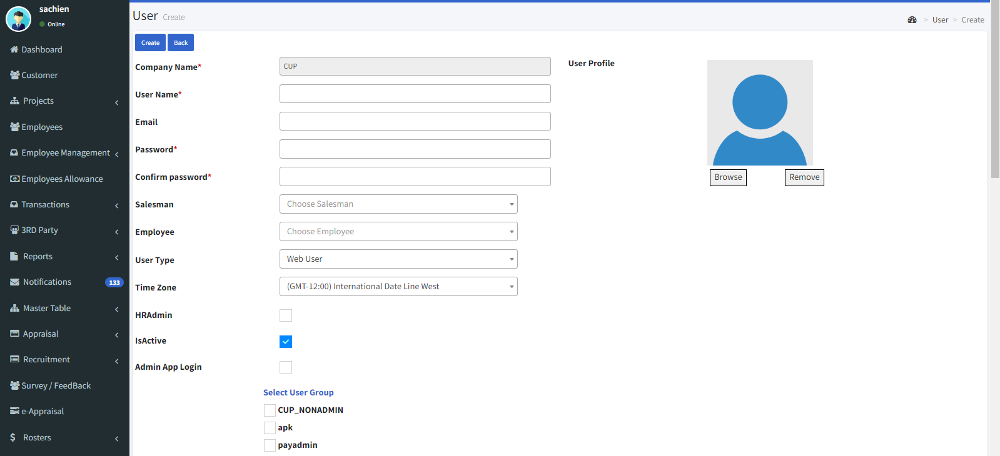 sachien
Online
Dashboard
Customer
Projects
Employees
Employee Management
Employees Allowance
Transactions
3RD Party
Reports
Notifications 133
Master Table
Appraisal
Recruitment
Survey / FeedBack
e-Appraisal
Rosters
User Create
> User > Create
Create Back
Company Name* CUP
User Name*
Email
Password*
Confirm password*
Salesman Choose Salesman
Employee Choose Employee
User Type Web User
Time Zone (GMT-12:00) International Date Line West
HRAdmin
IsActive
Admin App Login
Select User Group
CUP_NONADMIN
apk
payadmin
User Profile
Browse Remove